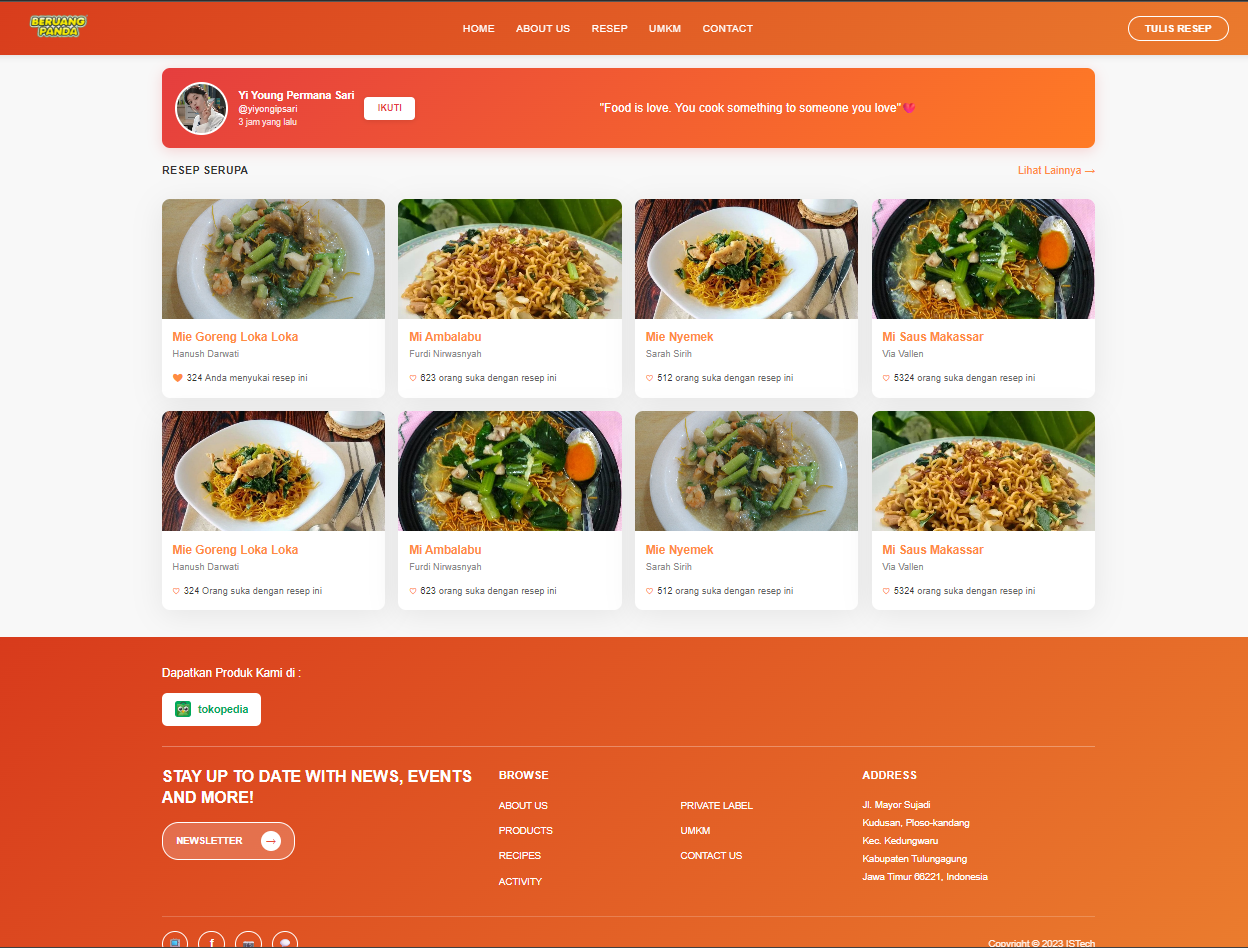 BERUANG
PANDA
HOME ABOUT US RESEP UMKM CONTACT
TULIS RESEP
Yi Young Permana Sari
@yiyongipsari
3 jam yang lalu
IKUTI
"Food is love. You cook something to someone you love"💔
RESEP SERUPA
Lihat Lainnya →
Mie Goreng Loka Loka
Hanush Darwati
324 Anda menyukai resep ini
Mi Ambalabu
Furdi Nirwasnyah
623 orang suka dengan resep ini
Mie Nyemek
Sarah Sirih
512 orang suka dengan resep ini
Mi Saus Makassar
Via Vallen
5324 orang suka dengan resep ini
Mie Goreng Loka Loka
Hanush Darwati
324 Orang suka dengan resep ini
Mi Ambalabu
Furdi Nirwasnyah
623 orang suka dengan resep ini
Mie Nyemek
Sarah Sirih
512 orang suka dengan resep ini
Mi Saus Makassar
Via Vallen
5324 orang suka dengan resep ini
Dapatkan Produk Kami di :
tokopedia
STAY UP TO DATE WITH NEWS, EVENTS
AND MORE!
NEWSLETTER →
BROWSE
ABOUT US
PRODUCTS
RECIPES
ACTIVITY
PRIVATE LABEL
UMKM
CONTACT US
ADDRESS
Jl. Mayor Sujadi
Kudusan, Ploso-kandang
Kec. Kedungwaru
Kabupaten Tulungagung
Jawa Timur 66221, Indonesia
f
Copyright © 2023 ISTech